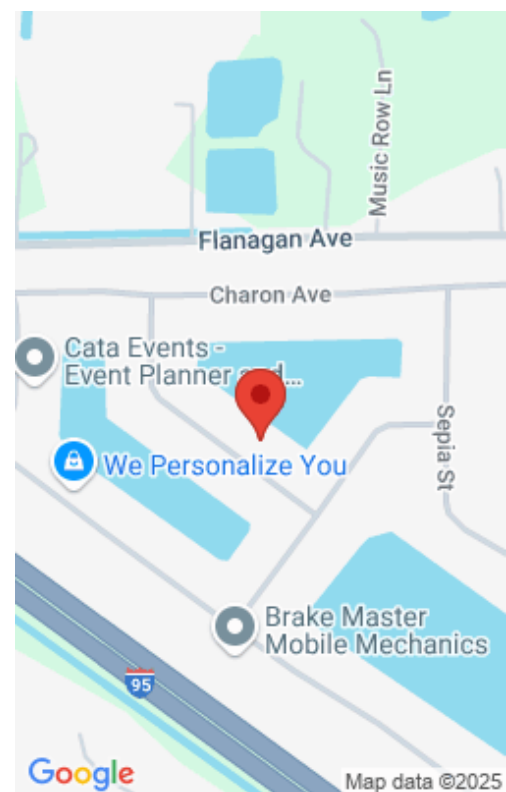 Music Row Ln
Flanagan Ave
Charon Ave
Cata Events -
Event Planner and...
Sepia St
We Personalize You
Brake Master
Mobile Mechanics
95
Google
Map data ©2025